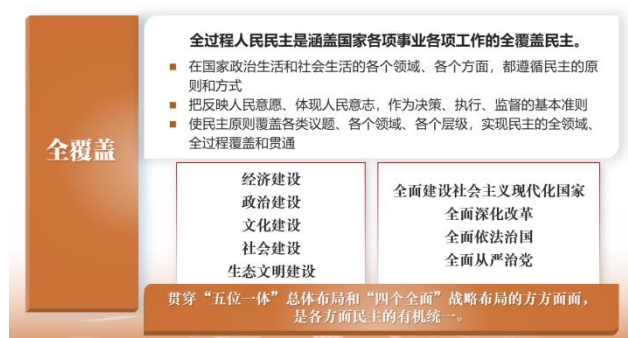 全覆盖
全过程人民民主是涵盖国家各项事业各项工作的全覆盖民主。
■ 在国家政治生活和社会生活的各个领域、各个方面，都遵循民主的原
则和方式
■ 把反映人民意愿、体现人民意志，作为决策、执行、监督的基本准则
■ 使民主原则覆盖各类议题、各个领域、各个层级，实现民主的全领域、
全过程覆盖和贯通
经济建设
政治建设
文化建设
社会建设
生态文明建设
全面建设社会主义现代化国家
全面深化改革
全面依法治国
全面从严治党
贯穿“五位一体”总体布局和“四个全面”战略布局的方方面面，
是各方面民主的有机统一。